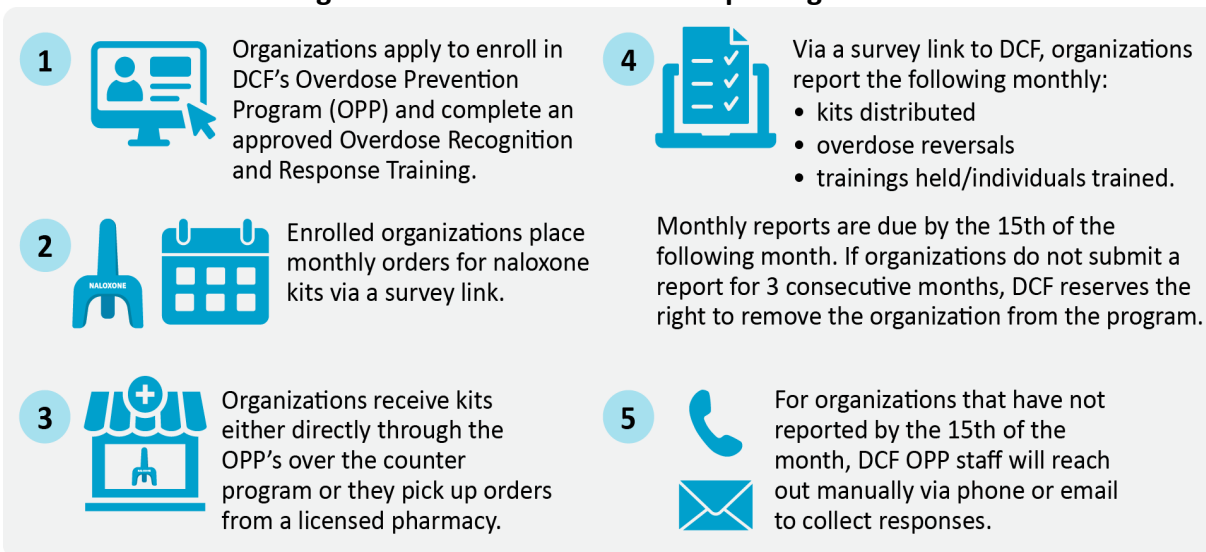 1
Organizations apply to enroll in
DCF's Overdose Prevention
Program (OPP) and complete an
approved Overdose Recognition
and Response Training.
2
NALOXONE
Enrolled organizations place
monthly orders for naloxone
kits via a survey link.
3
Organizations receive kits
either directly through the
OPP's over the counter
program or they pick up orders
from a licensed pharmacy.
4
Via a survey link to DCF, organizations
report the following monthly:
• kits distributed
• overdose reversals
• trainings held/individuals trained.
Monthly reports are due by the 15th of the
following month. If organizations do not submit a
report for 3 consecutive months, DCF reserves the
right to remove the organization from the program.
5
For organizations that have not
reported by the 15th of the
month, DCF OPP staff will reach
out manually via phone or email
to collect responses.